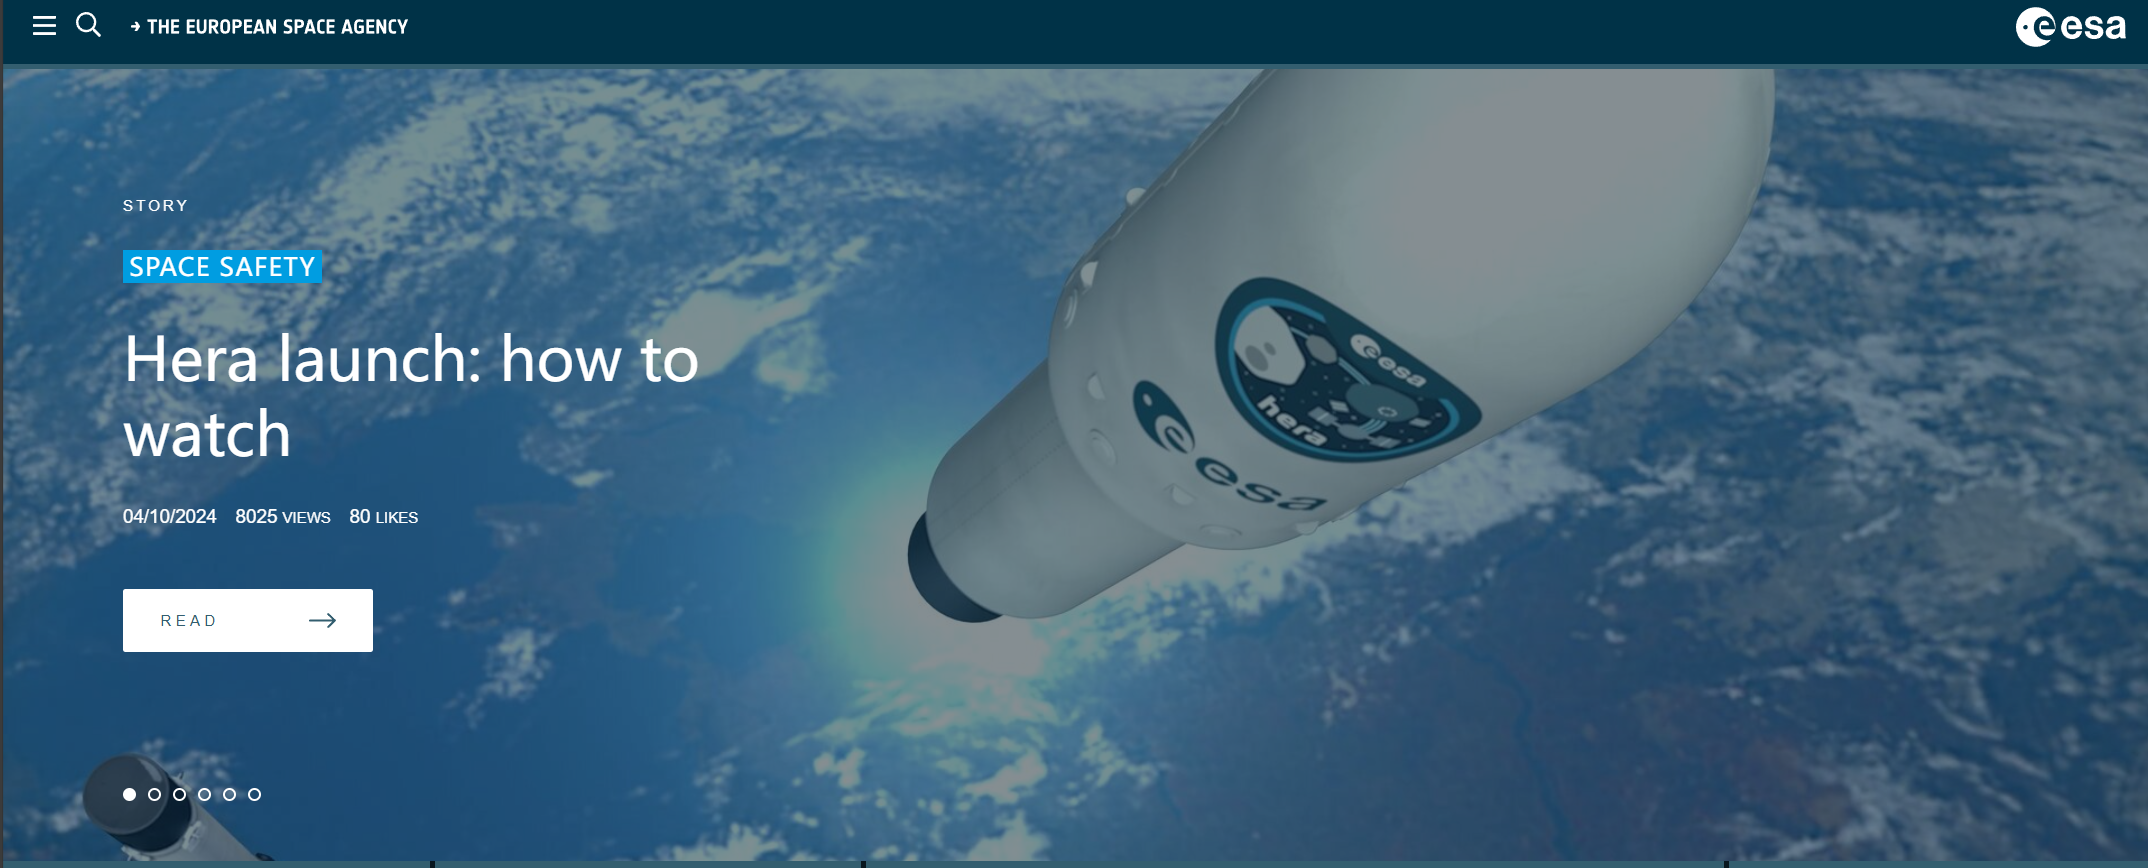 → THE EUROPEAN SPACE AGENCY
esa
STORY
SPACE SAFETY
Hera launch: how to
watch
04/10/2024 8025 VIEWS 80 LIKES
READ →
esa
hera
esa